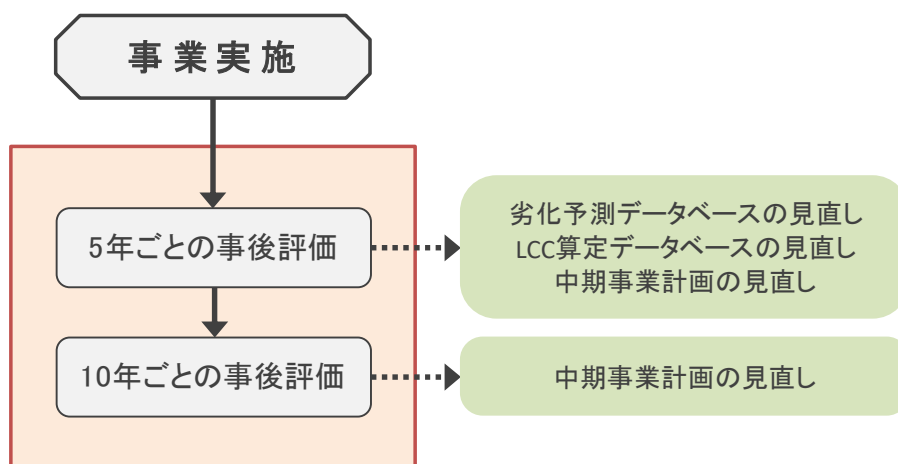 事業実施
5年ごとの事後評価
劣化予測データベースの見直し
LCC算定データベースの見直し
中期事業計画の見直し
10年ごとの事後評価
中期事業計画の見直し